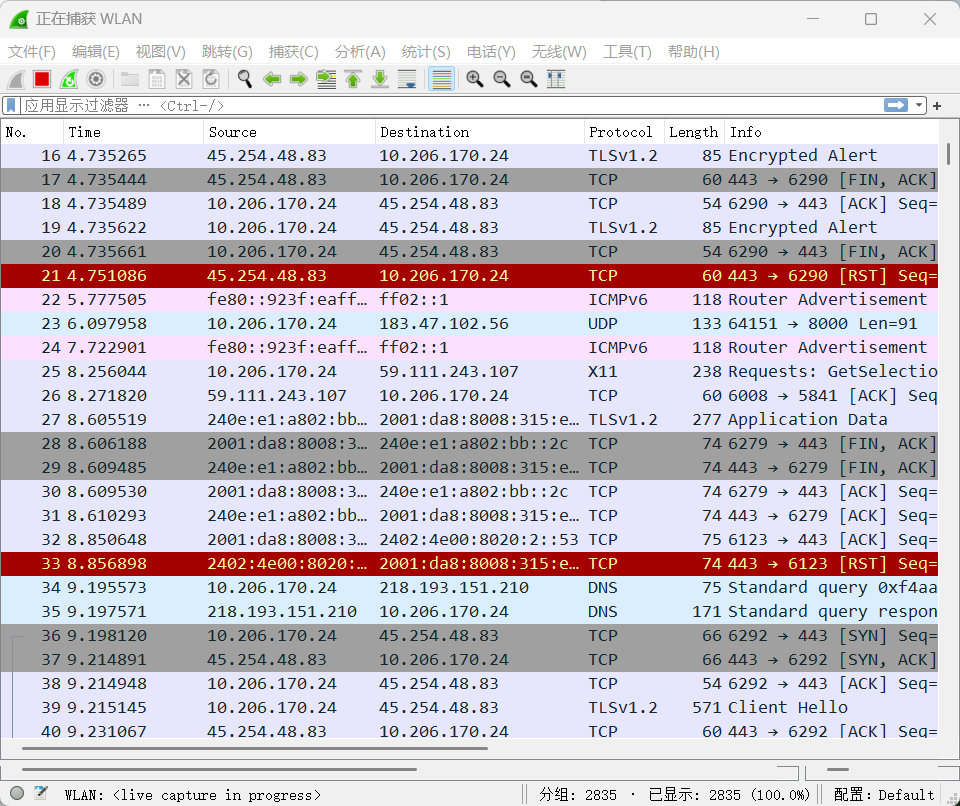 正在捕获 WLAN
文件(F) 编辑(E) 视图(V) 跳转(G) 捕获(C) 分析(A) 统计(S) 电话(Y) 无线(W) 工具(T) 帮助(H)
应用显示过滤器 … <Ctrl-/>
No. Time Source Destination Protocol Length Info
16 4.735265 45.254.48.83 10.206.170.24 TLSv1.2 85 Encrypted Alert
17 4.735444 45.254.48.83 10.206.170.24 TCP 60 443 → 6290 [FIN, ACK]
18 4.735489 10.206.170.24 45.254.48.83 TCP 54 6290 → 443 [ACK] Seq=
19 4.735622 10.206.170.24 45.254.48.83 TLSv1.2 85 Encrypted Alert
20 4.735661 10.206.170.24 45.254.48.83 TCP 54 6290 → 443 [FIN, ACK]
21 4.751086 45.254.48.83 10.206.170.24 TCP 60 443 → 6290 [RST] Seq=
22 5.777505 fe80::923f:eaff… ff02::1 ICMPv6 118 Router Advertisement
23 6.097958 10.206.170.24 183.47.102.56 UDP 133 64151 → 8000 Len=91
24 7.722901 fe80::923f:eaff… ff02::1 ICMPv6 118 Router Advertisement
25 8.256044 10.206.170.24 59.111.243.107 X11 238 Requests: GetSelectio
26 8.271820 59.111.243.107 10.206.170.24 TCP 60 6008 → 5841 [ACK] Seq
27 8.605519 240e:e1:a802:bb… 2001:da8:8008:315:e… TLSv1.2 277 Application Data
28 8.606188 2001:da8:8008:3… 240e:e1:a802:bb::2c TCP 74 6279 → 443 [FIN, ACK]
29 8.609485 240e:e1:a802:bb… 2001:da8:8008:315:e… TCP 74 443 → 6279 [FIN, ACK]
30 8.609530 2001:da8:8008:3… 240e:e1:a802:bb::2c TCP 74 6279 → 443 [ACK] Seq=
31 8.610293 240e:e1:a802:bb… 2001:da8:8008:315:e… TCP 74 443 → 6279 [ACK] Seq=
32 8.850648 2001:da8:8008:3… 2402:4e00:8020:2::53 TCP 75 6123 → 443 [ACK] Seq=
33 8.856898 2402:4e00:8020:… 2001:da8:8008:315:e… TCP 74 443 → 6123 [RST] Seq=
34 9.195573 10.206.170.24 218.193.151.210 DNS 75 Standard query 0xf4aa
35 9.197571 218.193.151.210 10.206.170.24 DNS 171 Standard query respon
36 9.198120 10.206.170.24 45.254.48.83 TCP 66 6292 → 443 [SYN] Seq=
37 9.214891 45.254.48.83 10.206.170.24 TCP 66 443 → 6292 [SYN, ACK]
38 9.214948 10.206.170.24 45.254.48.83 TCP 54 6292 → 443 [ACK] Seq=
39 9.215145 10.206.170.24 45.254.48.83 TLSv1.2 571 Client Hello
40 9.231067 45.254.48.83 10.206.170.24 TCP 60 443 → 6292 [ACK] Seq=
WLAN: <live capture in progress> 分组: 2835 · 已显示: 2835 (100.0%) 配置: Default